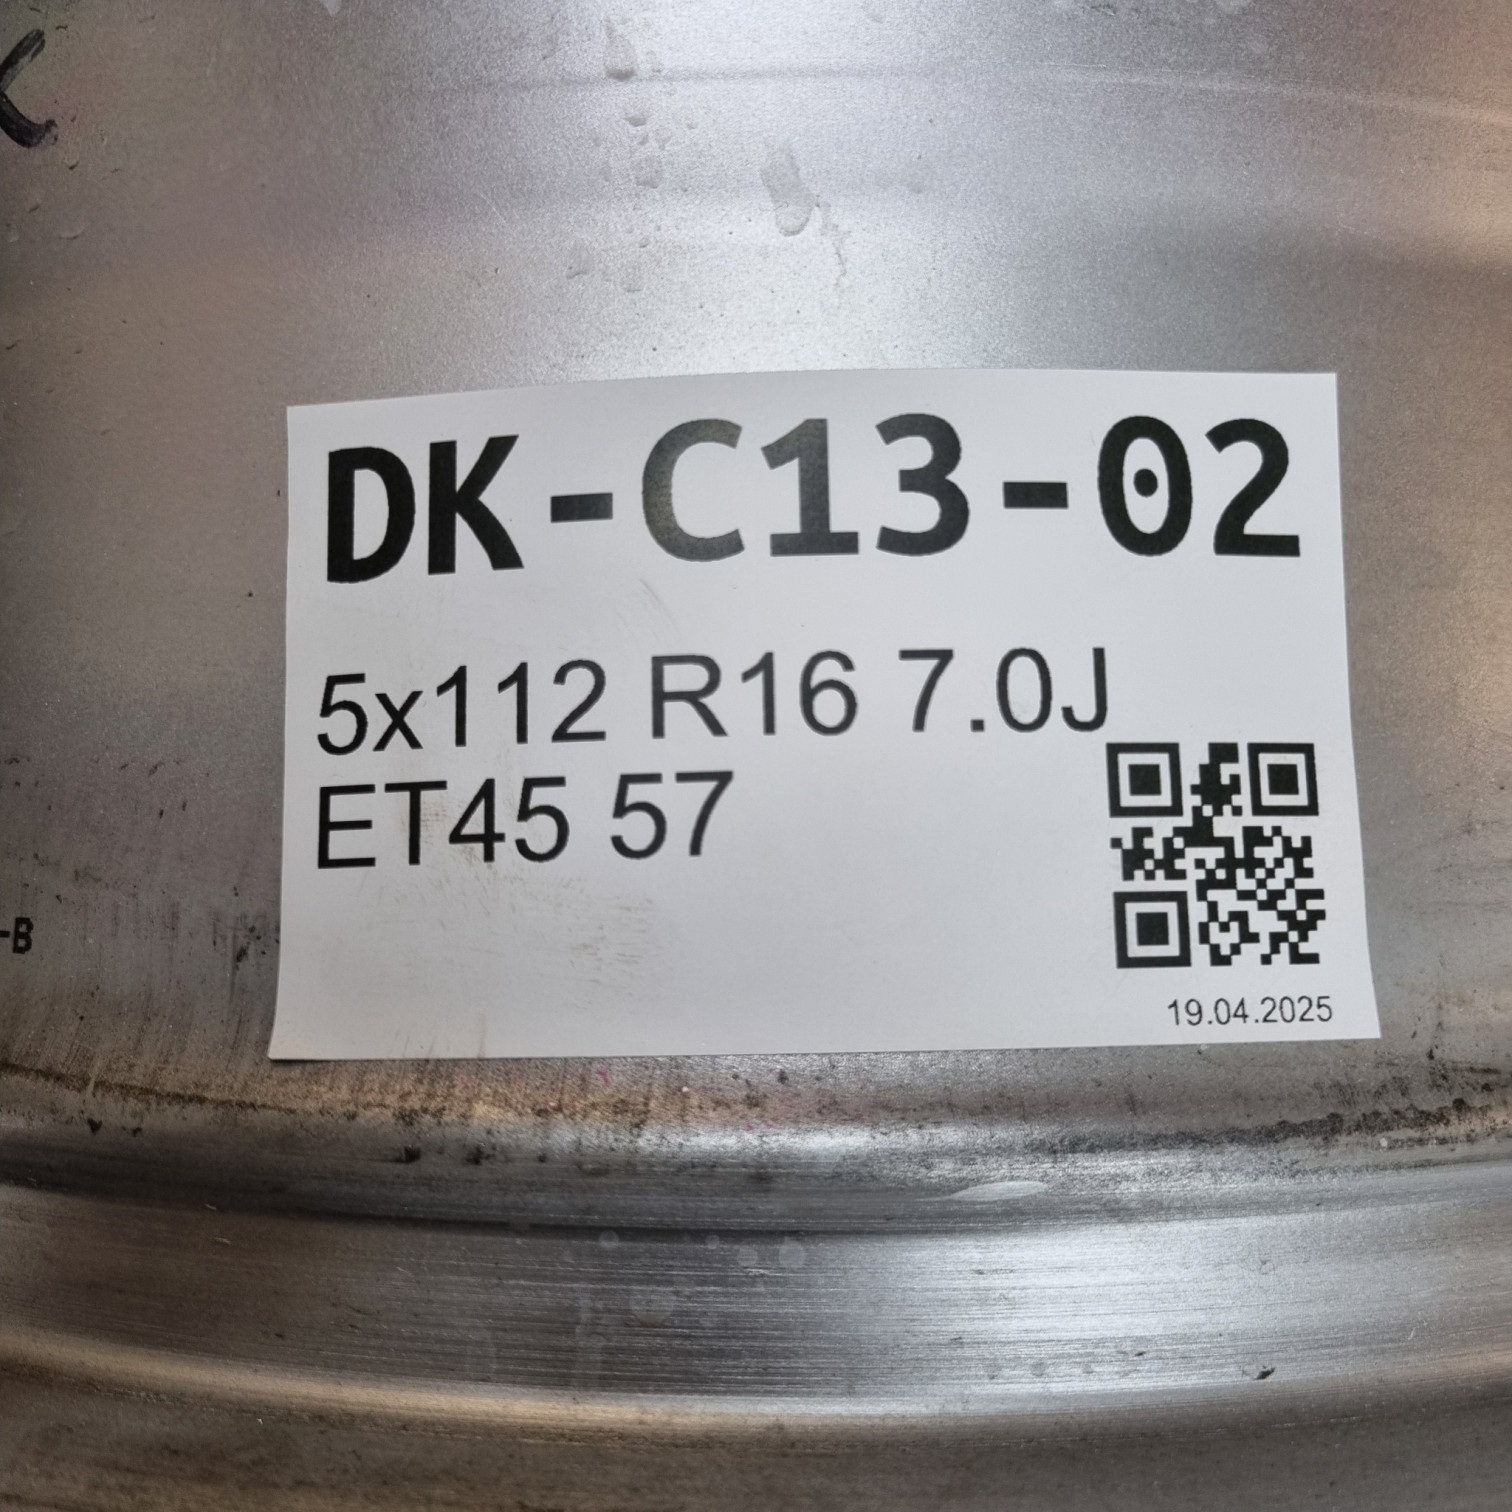 DK-C13-02
5x112 R16 7.0J
ET45 57
-B
19.04.2025